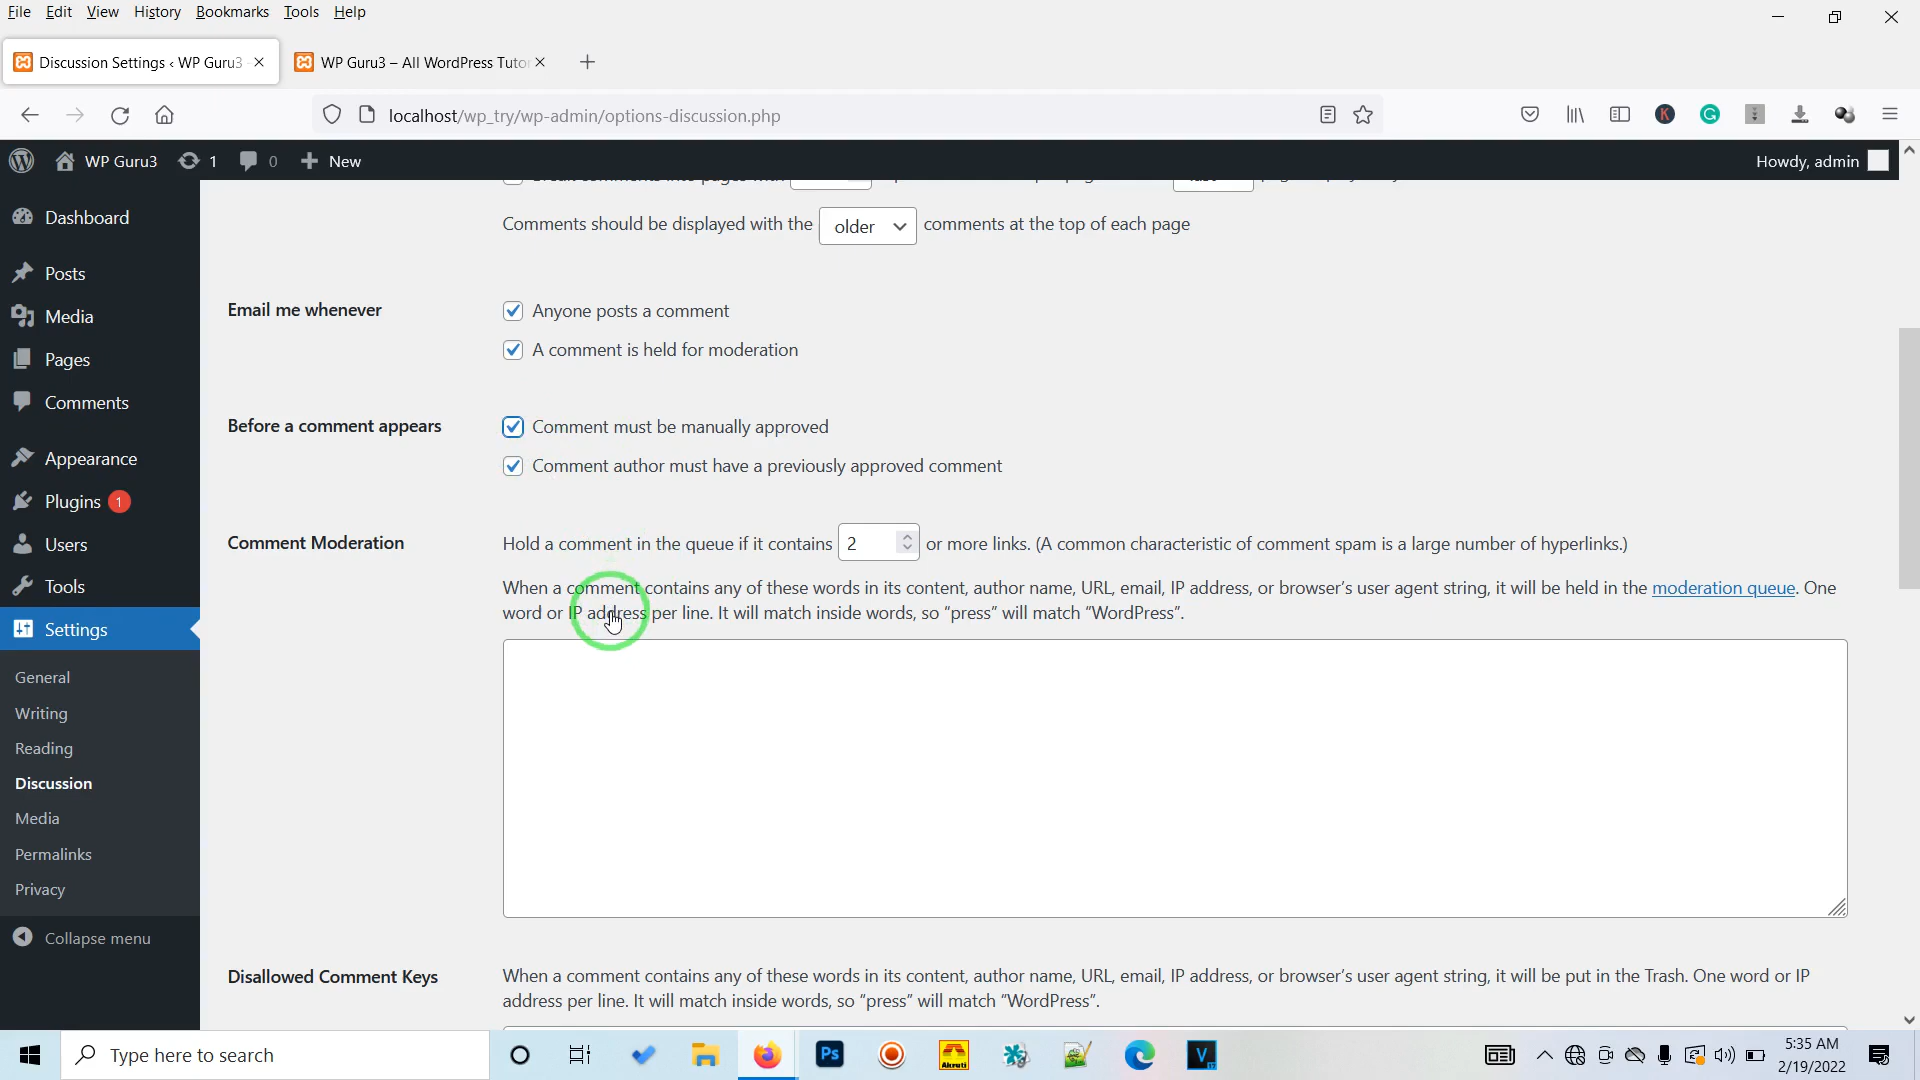 File Edit View History Bookmarks Tools Help
Discussion Settings ‹ WP Guru3
WP Guru3 – All WordPress Tutor
localhost/wp_try/wp-admin/options-discussion.php
WP Guru3 1 0 New Howdy, admin
Dashboard
Posts
Media
Pages
Comments
Appearance
Plugins 1
Users
Tools
Settings
General
Writing
Reading
Discussion
Media
Permalinks
Privacy
Collapse menu
Comments should be displayed with the older comments at the top of each page
Email me whenever
Anyone posts a comment
A comment is held for moderation
Before a comment appears
Comment must be manually approved
Comment author must have a previously approved comment
Comment Moderation
Hold a comment in the queue if it contains 2 or more links. (A common characteristic of comment spam is a large number of hyperlinks.)
When a comment contains any of these words in its content, author name, URL, email, IP address, or browser’s user agent string, it will be held in the moderation queue. One
word or IP address per line. It will match inside words, so “press” will match “WordPress”.
Disallowed Comment Keys
When a comment contains any of these words in its content, author name, URL, email, IP address, or browser’s user agent string, it will be put in the Trash. One word or IP
address per line. It will match inside words, so “press” will match “WordPress”.
Type here to search
Ps
Akruti
V
17
5:35 AM
2/19/2022